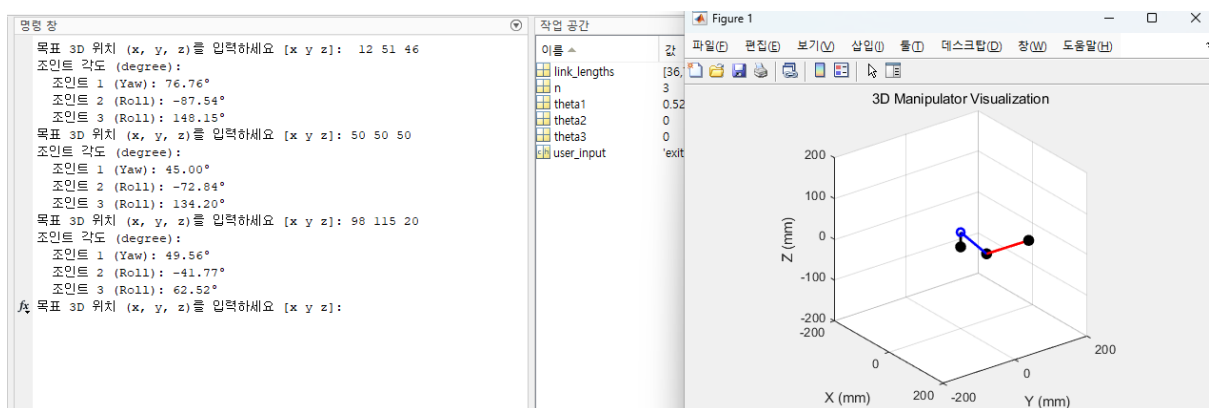 명령 창
목표 3D 위치 (x, y, z)를 입력하세요 [x y z]:  12 51 46
조인트 각도 (degree):
조인트 1 (Yaw): 76.76°
조인트 2 (Roll): -87.54°
조인트 3 (Roll): 148.15°
목표 3D 위치 (x, y, z)를 입력하세요 [x y z]: 50 50 50
조인트 각도 (degree):
조인트 1 (Yaw): 45.00°
조인트 2 (Roll): -72.84°
조인트 3 (Roll): 134.20°
목표 3D 위치 (x, y, z)를 입력하세요 [x y z]: 98 115 20
조인트 각도 (degree):
조인트 1 (Yaw): 49.56°
조인트 2 (Roll): -41.77°
조인트 3 (Roll): 62.52°
fx 목표 3D 위치 (x, y, z)를 입력하세요 [x y z]:
작업 공간
이름 값
link_lengths [36,
n 3
theta1 0.52
theta2 0
theta3 0
ch user_input 'exit
Figure 1
파일(F) 편집(E) 보기(V) 삽입(I) 툴(T) 데스크탑(D) 창(W) 도움말(H)
3D Manipulator Visualization
200
100
0
-100
-200
Z (mm)
-200
0
200
X (mm)
-200
0
200
Y (mm)